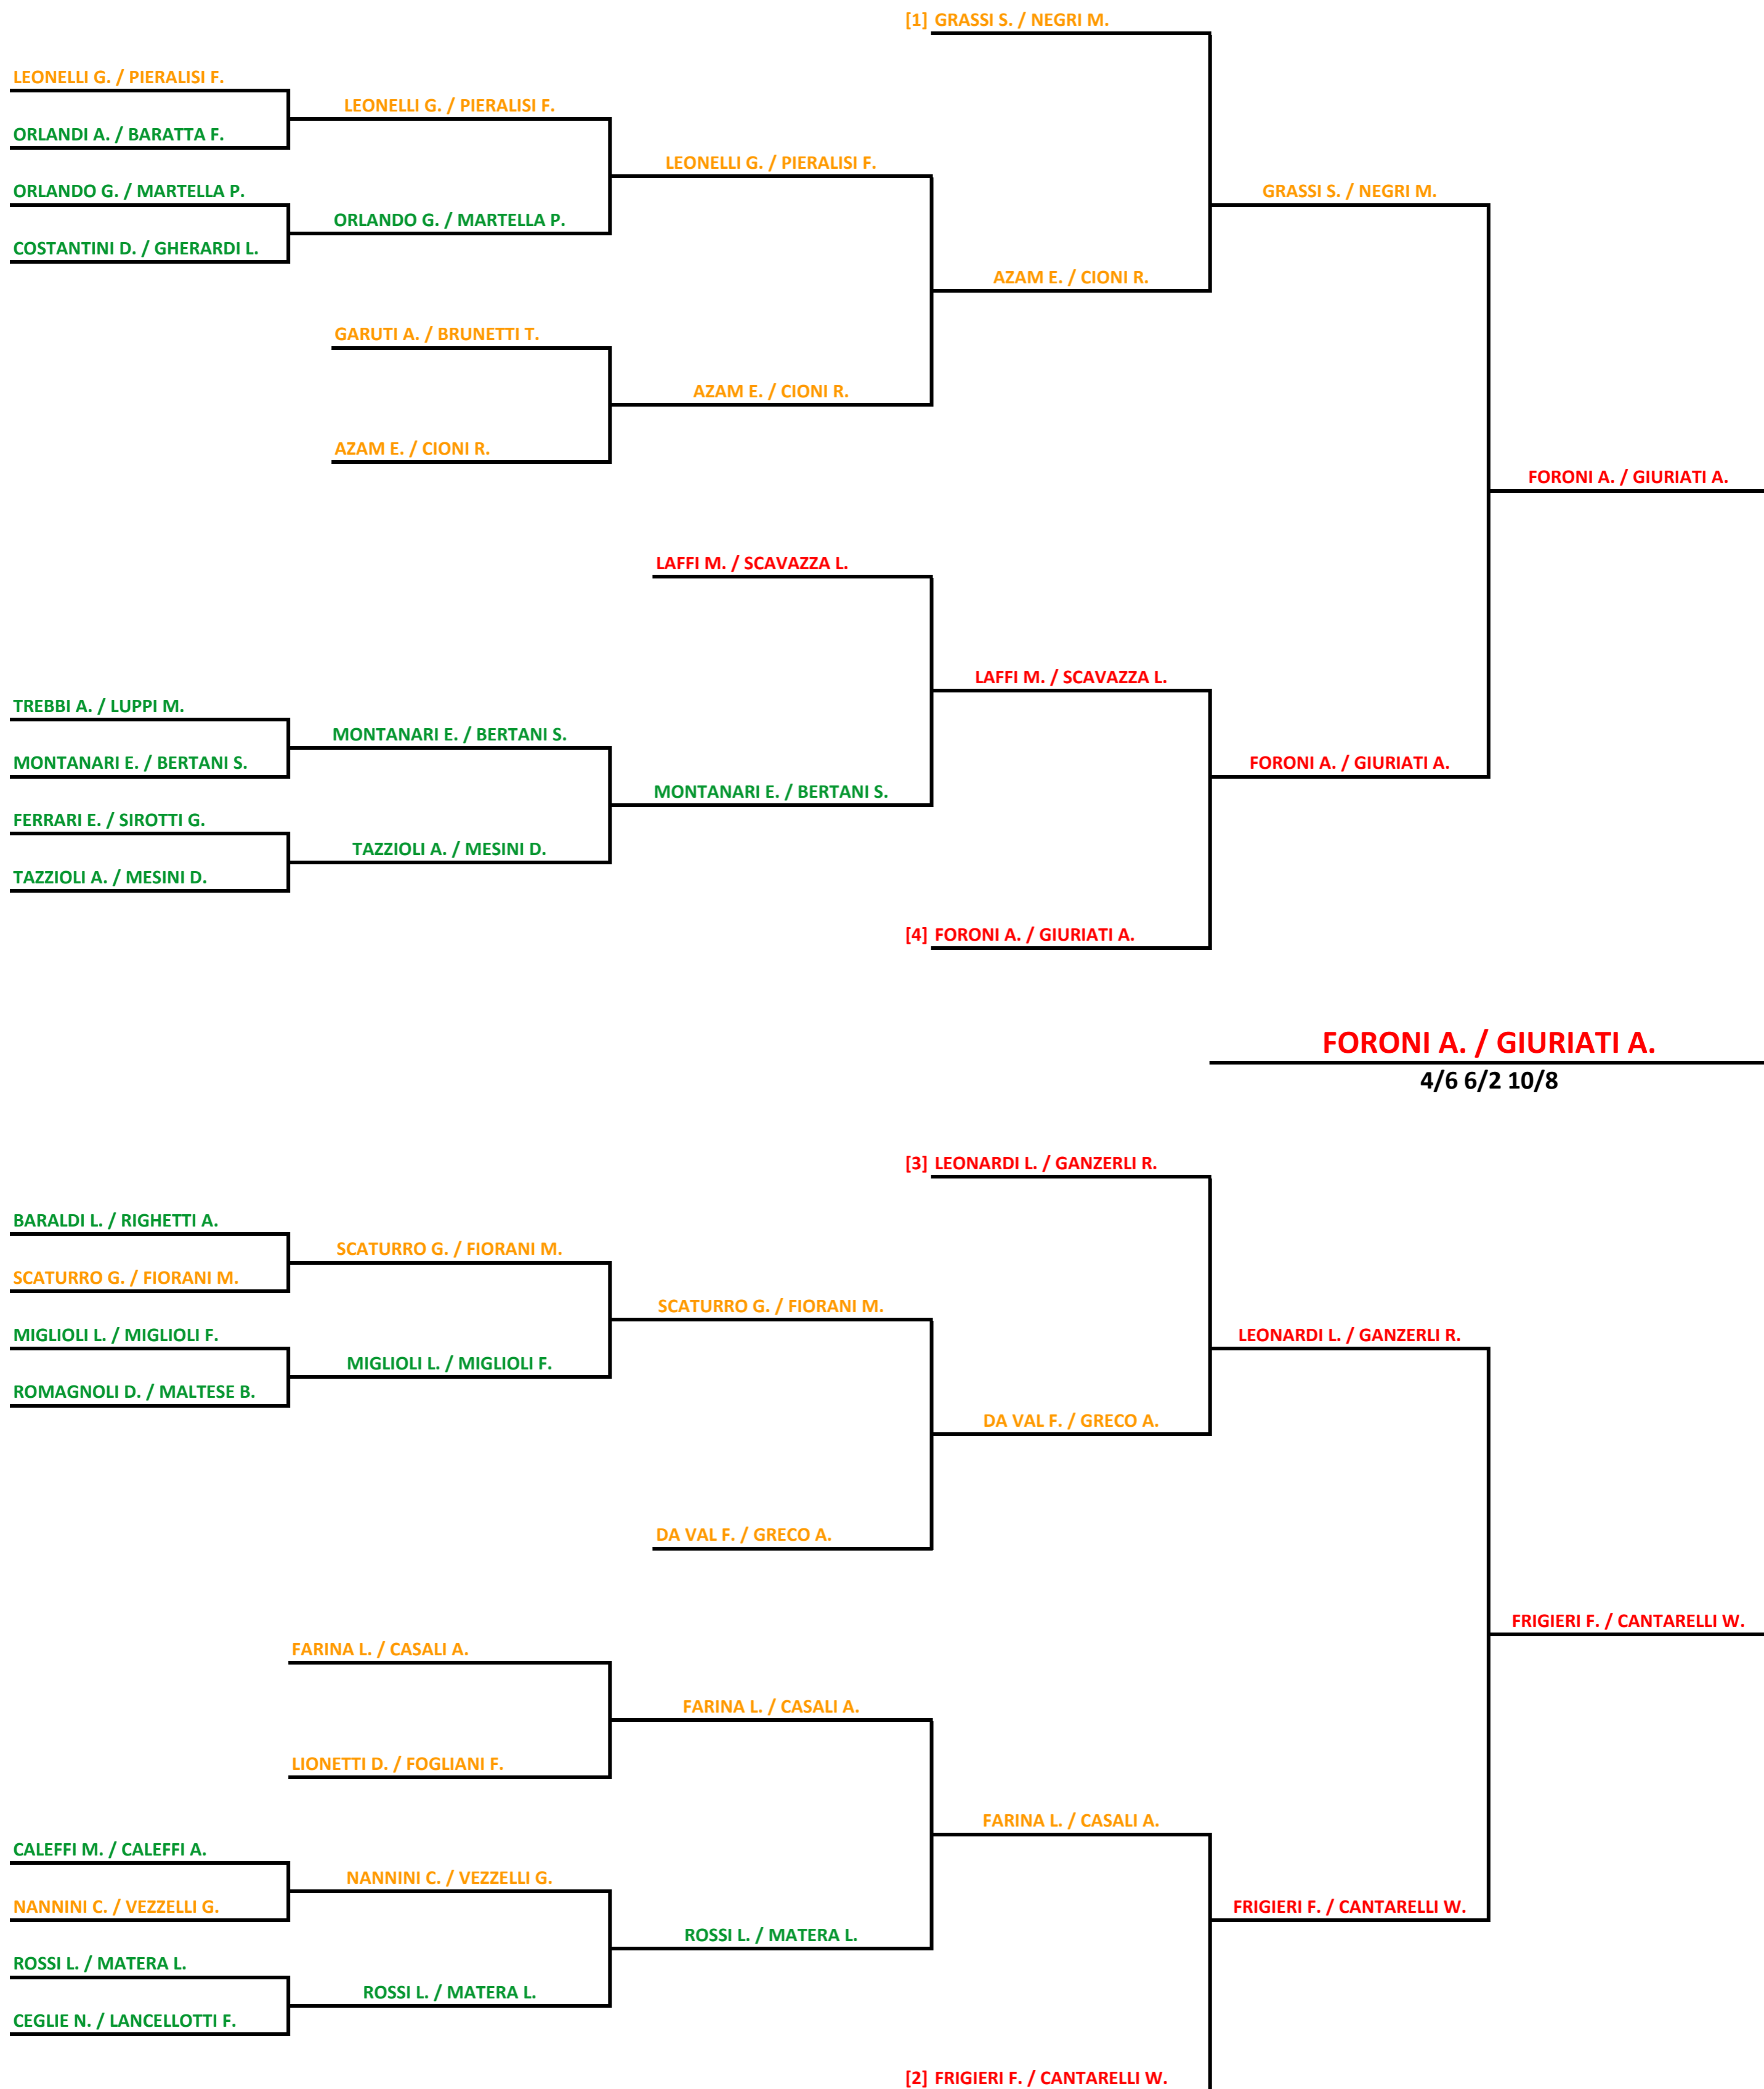 [1] GRASSI S. / NEGRI M.
LEONELLI G. / PIERALISI F.
LEONELLI G. / PIERALISI F.
ORLANDI A. / BARATTA F.
LEONELLI G. / PIERALISI F.
ORLANDO G. / MARTELLA P.
GRASSI S. / NEGRI M.
ORLANDO G. / MARTELLA P.
COSTANTINI D. / GHERARDI L.
AZAM E. / CIONI R.
GARUTI A. / BRUNETTI T.
AZAM E. / CIONI R.
AZAM E. / CIONI R.
FORONI A. / GIURIATI A.
LAFFI M. / SCAVAZZA L.
LAFFI M. / SCAVAZZA L.
TREBBI A. / LUPPI M.
MONTANARI E. / BERTANI S.
MONTANARI E. / BERTANI S.
FORONI A. / GIURIATI A.
MONTANARI E. / BERTANI S.
FERRARI E. / SIROTTI G.
TAZZIOLI A. / MESINI D.
TAZZIOLI A. / MESINI D.
[4] FORONI A. / GIURIATI A.
FORONI A. / GIURIATI A.
4/6 6/2 10/8
[3] LEONARDI L. / GANZERLI R.
BARALDI L. / RIGHETTI A.
SCATURRO G. / FIORANI M.
SCATURRO G. / FIORANI M.
SCATURRO G. / FIORANI M.
MIGLIOLI L. / MIGLIOLI F.
LEONARDI L. / GANZERLI R.
MIGLIOLI L. / MIGLIOLI F.
ROMAGNOLI D. / MALTESE B.
DA VAL F. / GRECO A.
DA VAL F. / GRECO A.
FRIGIERI F. / CANTARELLI W.
FARINA L. / CASALI A.
FARINA L. / CASALI A.
LIONETTI D. / FOGLIANI F.
FARINA L. / CASALI A.
CALEFFI M. / CALEFFI A.
NANNINI C. / VEZZELLI G.
NANNINI C. / VEZZELLI G.
FRIGIERI F. / CANTARELLI W.
ROSSI L. / MATERA L.
ROSSI L. / MATERA L.
ROSSI L. / MATERA L.
CEGLIE N. / LANCELLOTTI F.
[2] FRIGIERI F. / CANTARELLI W.